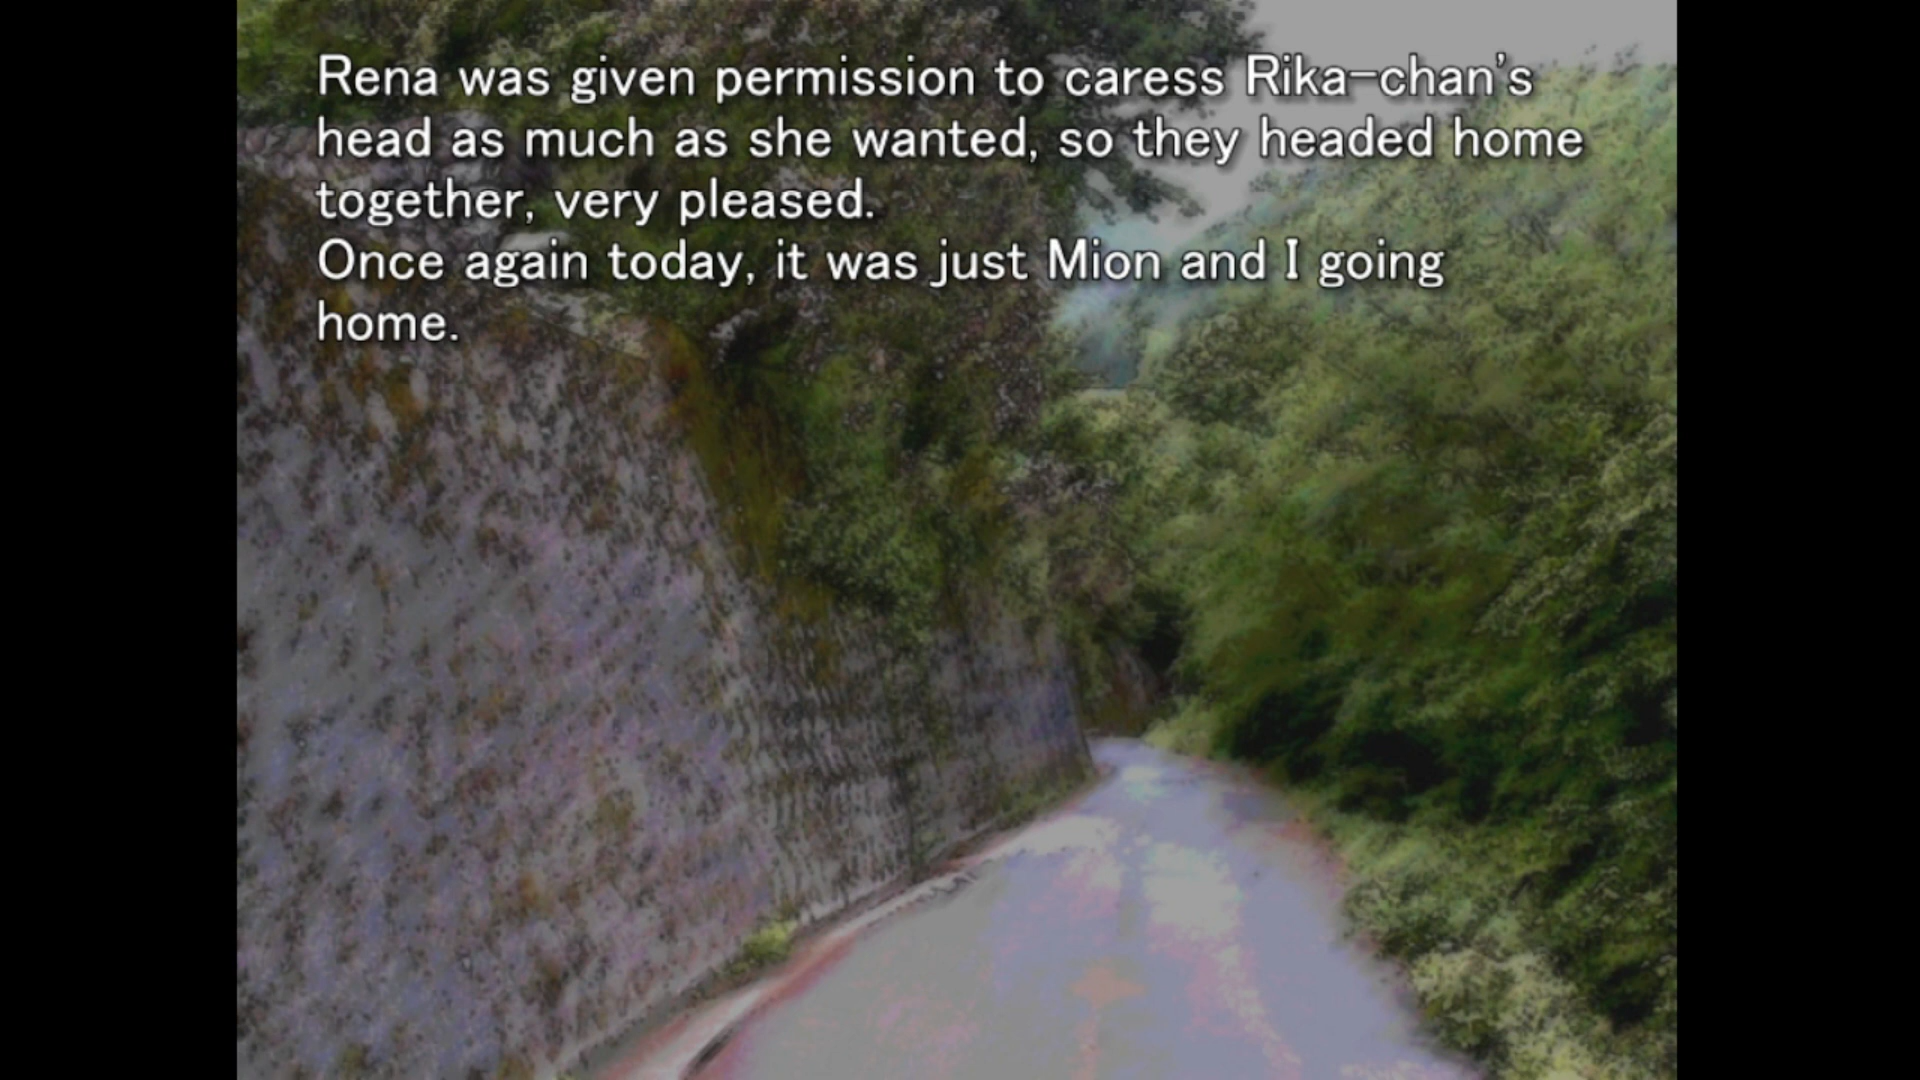 Rena was given permission to caress Rika-chan's
head as much as she wanted, so they headed home
together, very pleased.
Once again today, it was just Mion and I going
home.